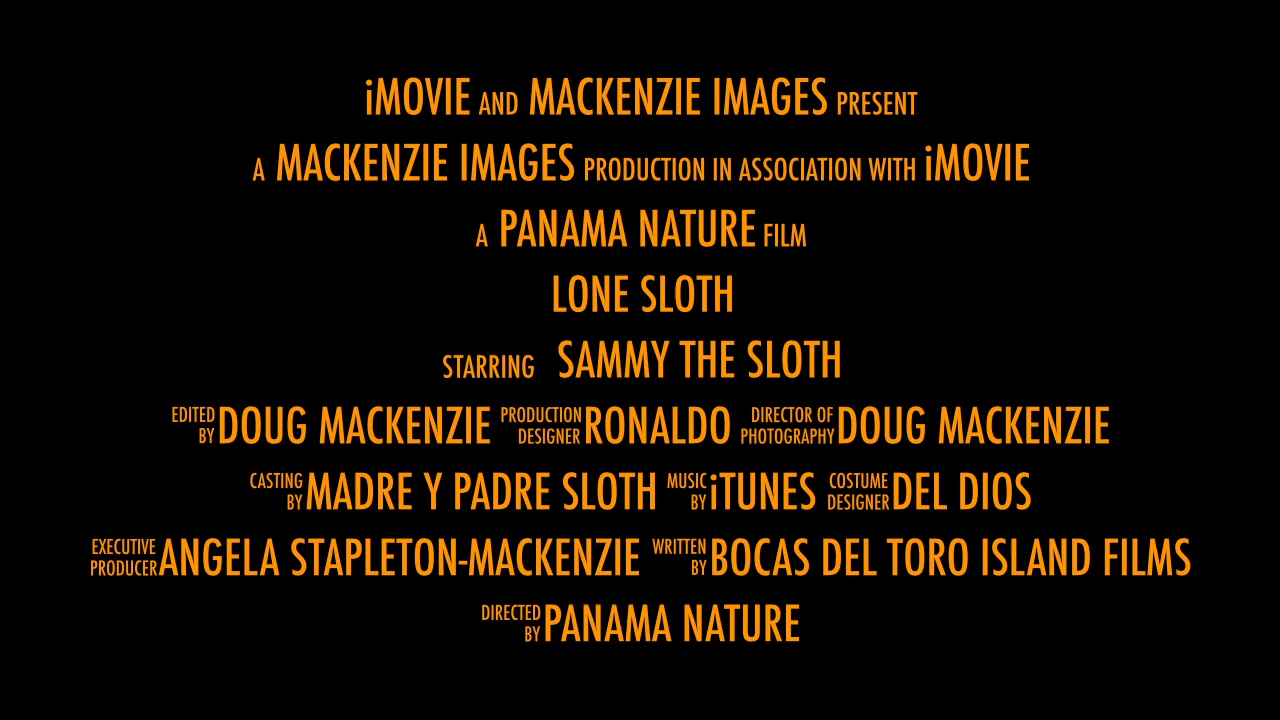 iMOVIE AND MACKENZIE IMAGES PRESENT
A MACKENZIE IMAGES PRODUCTION IN ASSOCIATION WITH iMOVIE
A PANAMA NATURE FILM
LONE SLOTH
STARRING SAMMY THE SLOTH
EDITED BY DOUG MACKENZIE PRODUCTION DESIGNER RONALDO DIRECTOR OF PHOTOGRAPHY DOUG MACKENZIE
CASTING BY MADRE Y PADRE SLOTH MUSIC BY iTUNES COSTUME DESIGNER DEL DIOS
EXECUTIVE PRODUCER ANGELA STAPLETON-MACKENZIE WRITTEN BY BOCAS DEL TORO ISLAND FILMS
DIRECTED BY PANAMA NATURE